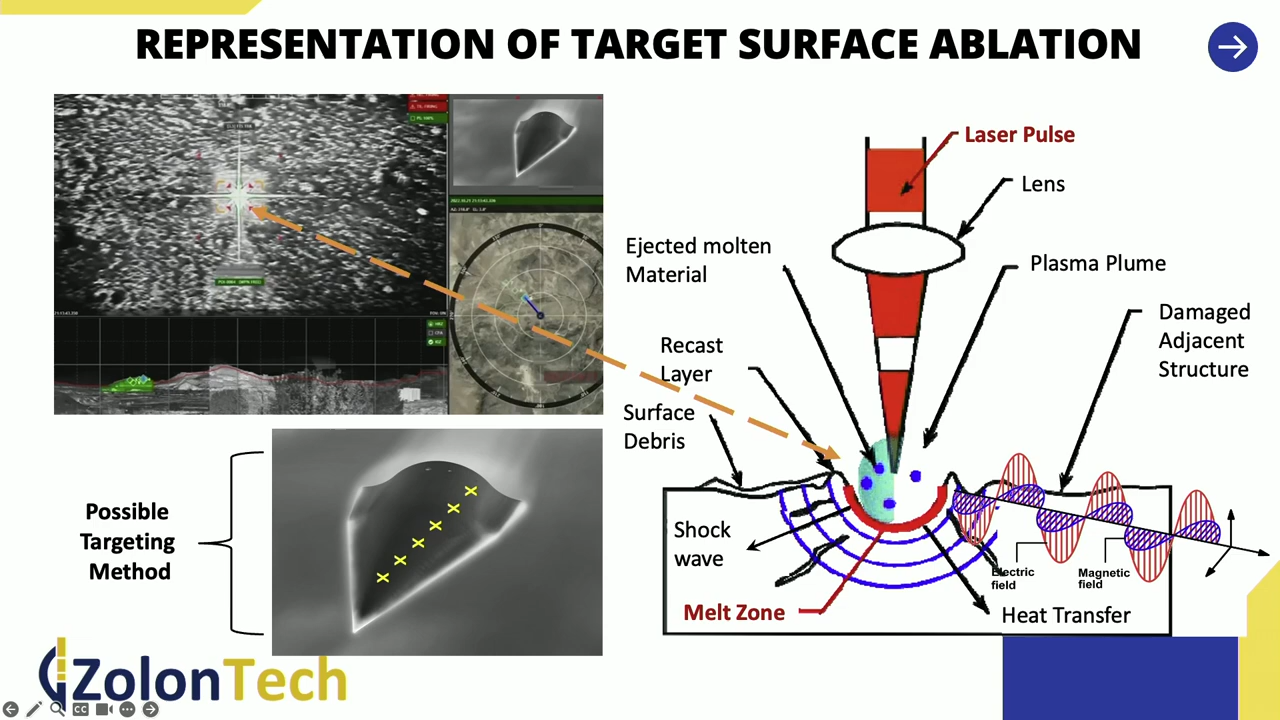 REPRESENTATION OF TARGET SURFACE ABLATION
Laser Pulse
Lens
Ejected molten
Material
Plasma Plume
Damaged
Adjacent
Structure
Recast
Layer
Surface
Debris
Possible
Targeting
Method
Shock
wave
Electric
field
Magnetic
field
Melt Zone
Heat Transfer
ZolonTech
CC